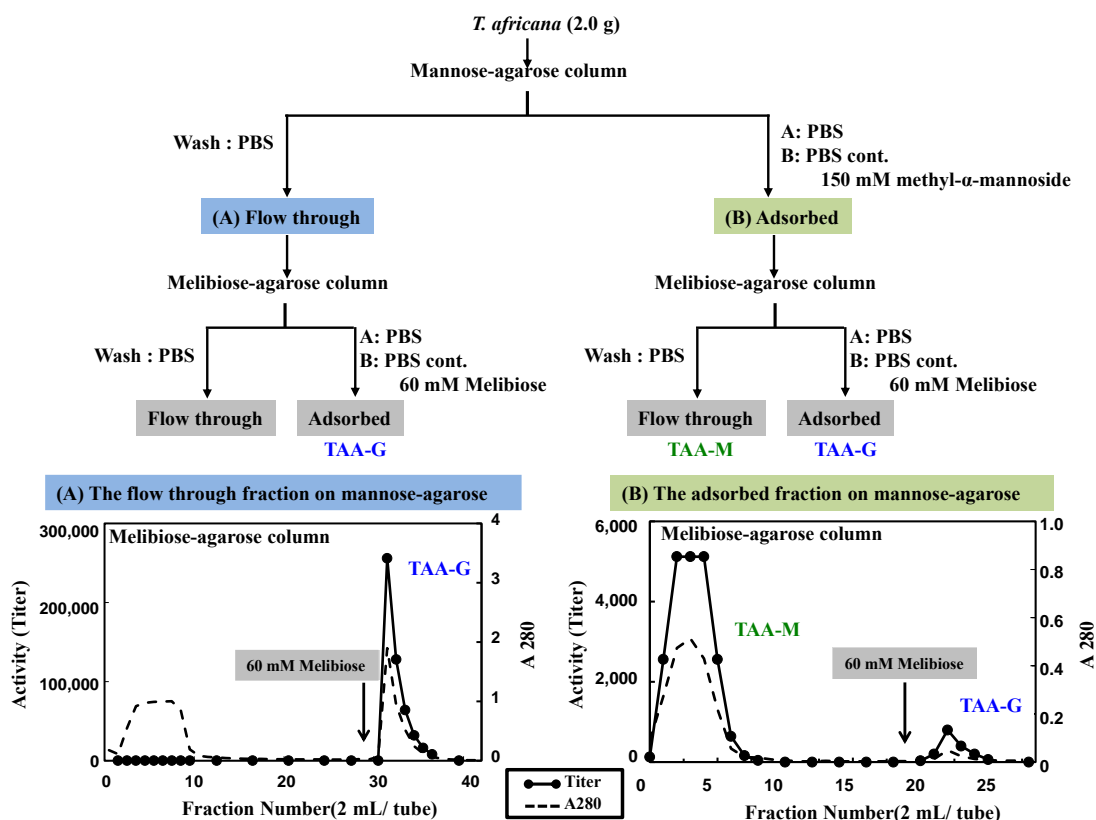 T. africana (2.0 g)
Mannose-agarose column
Wash : PBS
A: PBS
B: PBS cont.
150 mM methyl-α-mannoside
(A) Flow through
(B) Adsorbed
Melibiose-agarose column
Melibiose-agarose column
Wash : PBS
A: PBS
B: PBS cont.
60 mM Melibiose
Wash : PBS
A: PBS
B: PBS cont.
60 mM Melibiose
Flow through
Adsorbed
TAA-G
Flow through
TAA-M
Adsorbed
TAA-G
(A) The flow through fraction on mannose-agarose
Melibiose-agarose column
TAA-G
60 mM Melibiose
Activity (Titer)
300,000
200,000
100,000
0
A 280
4
3
2
1
0
0 10 20 30 40
Fraction Number(2 mL/ tube)
(B) The adsorbed fraction on mannose-agarose
Melibiose-agarose column
TAA-M
60 mM Melibiose
TAA-G
Activity (Titer)
6,000
4,000
2,000
0
A 280
1.0
0.8
0.6
0.4
0.2
0
0 5 10 15 20 25
Fraction Number(2 mL/ tube)
Titer
A280